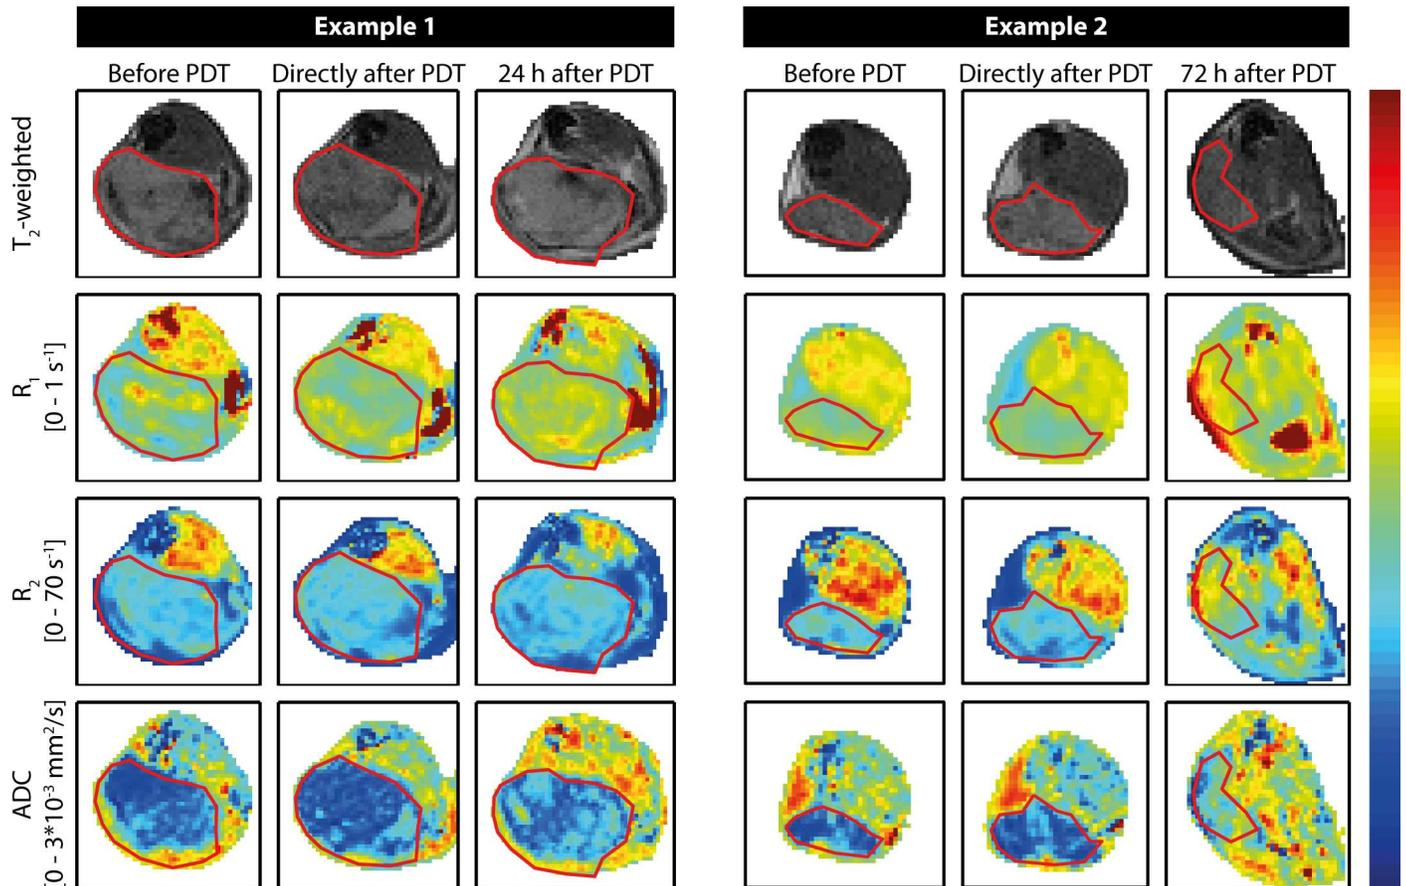 Example 1
Example 2
Before PDT
Directly after PDT
24 h after PDT
Before PDT
Directly after PDT
72 h after PDT
T₂-weighted
R₁
[0 – 1 s⁻¹]
R₂
[0 – 70 s⁻¹]
ADC
[0 – 3*10⁻³ mm²/s]